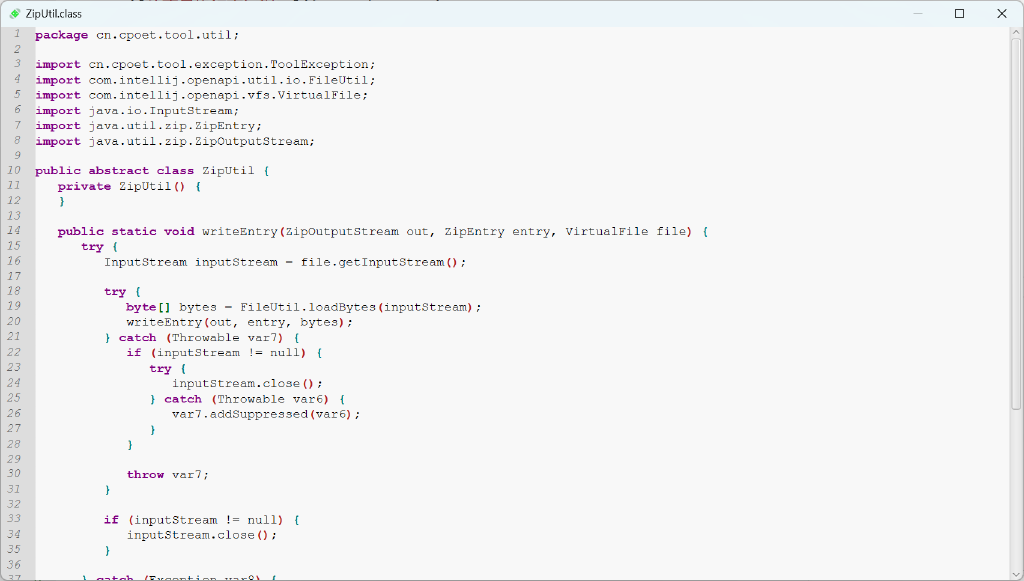 ZipUtil.class
1 package cn.cpoet.tool.util;
2
3 import cn.cpoet.tool.exception.ToolException;
4 import com.intellij.openapi.util.io.FileUtil;
5 import com.intellij.openapi.vfs.VirtualFile;
6 import java.io.InputStream;
7 import java.util.zip.ZipEntry;
8 import java.util.zip.ZipOutputStream;
9
10 public abstract class ZipUtil {
11 private ZipUtil() {
12 }
13
14 public static void writeEntry(ZipOutputStream out, ZipEntry entry, VirtualFile file) {
15 try {
16 InputStream inputStream = file.getInputStream();
17
18 try {
19 byte[] bytes = FileUtil.loadBytes(inputStream);
20 writeEntry(out, entry, bytes);
21 } catch (Throwable var7) {
22 if (inputStream != null) {
23 try {
24 inputStream.close();
25 } catch (Throwable var6) {
26 var7.addSuppressed(var6);
27 }
28 }
29
30 throw var7;
31 }
32
33 if (inputStream != null) {
34 inputStream.close();
35 }
36
37 } catch (Exception var8) {